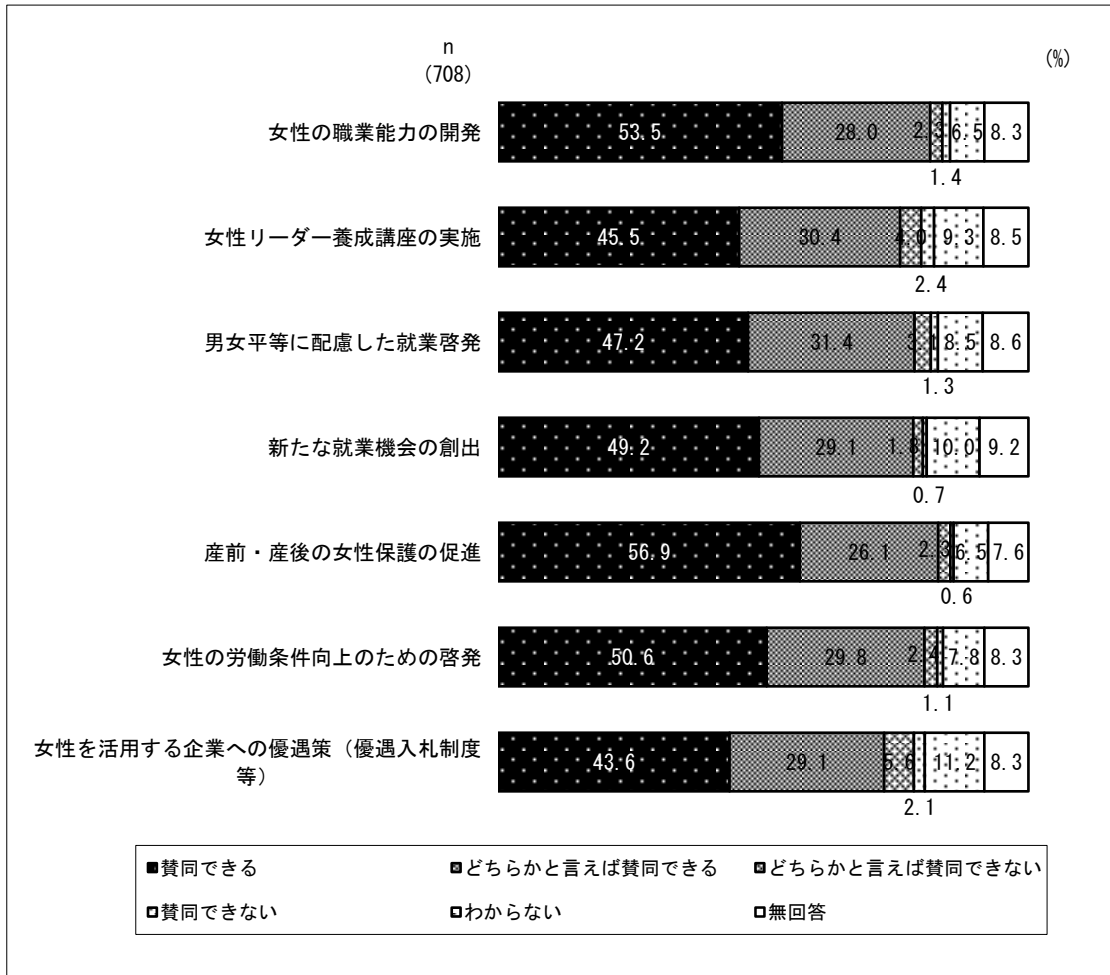 n
(708)
(%)
女性の職業能力の開発
53.5 28.0 2.3 6.5 8.3
1.4
女性リーダー養成講座の実施
45.5 30.4 4.0 9.3 8.5
2.4
男女平等に配慮した就業啓発
47.2 31.4 3.1 8.5 8.6
1.3
新たな就業機会の創出
49.2 29.1 1.8 10.0 9.2
0.7
産前・産後の女性保護の促進
56.9 26.1 2.3 6.5 7.6
0.6
女性の労働条件向上のための啓発
50.6 29.8 2.4 7.8 8.3
1.1
女性を活用する企業への優遇策（優遇入札制度
等）
43.6 29.1 5.6 11.2 8.3
2.1
賛同できる どちらかと言えば賛同できる どちらかと言えば賛同できない
賛同できない わからない 無回答